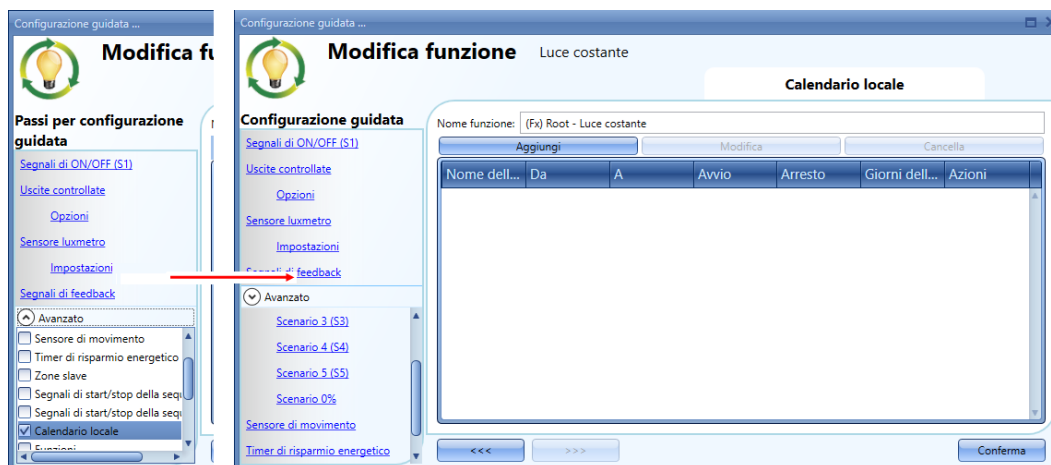 Configurazione guidata ...
Modifica fu
Passi per configurazione
guidata
Segnali di ON/OFF (S1)
Uscite controllate
Opzioni
Sensore luxmetro
Impostazioni
Segnali di feedback
Avanzato
Sensore di movimento
Timer di risparmio energetico
Zone slave
Segnali di start/stop della sequ
Segnali di start/stop della sequ
Calendario locale
Funzioni
Configurazione guidata ...
Modifica funzione Luce costante
Calendario locale
Configurazione guidata
Segnali di ON/OFF (S1)
Uscite controllate
Opzioni
Sensore luxmetro
Impostazioni
Segnali di feedback
Avanzato
Scenario 3 (S3)
Scenario 4 (S4)
Scenario 5 (S5)
Scenario 0%
Sensore di movimento
Timer di risparmio energetico
Nome funzione: (Fx) Root - Luce costante
Aggiungi Modifica Cancella
Nome dell... Da A Avvio Arresto Giorni dell... Azioni
<<< >>> Conferma